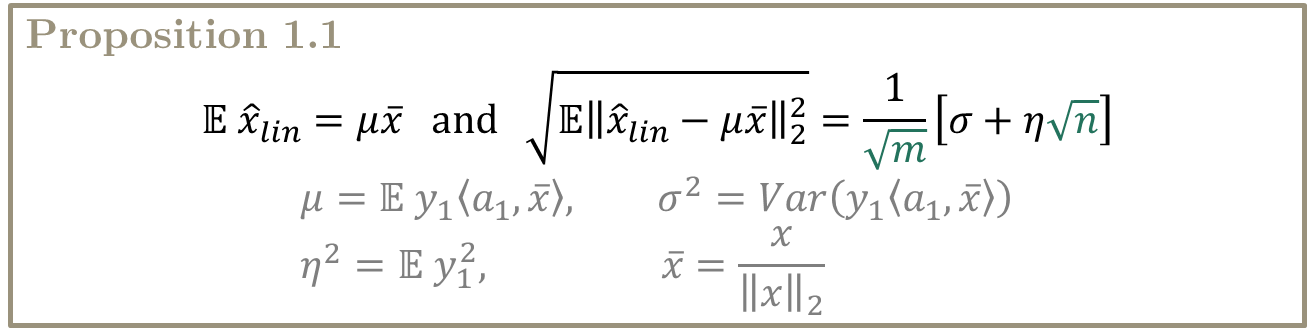 Proposition 1.1
𝔼 x̂_lin = μx̄ and √(𝔼‖x̂_lin − μx̄‖₂²) = 1/√m [σ + η√n]
μ = 𝔼 y₁⟨a₁, x̄⟩, σ² = Var(y₁⟨a₁, x̄⟩)
η² = 𝔼 y₁², x̄ = x/‖x‖₂